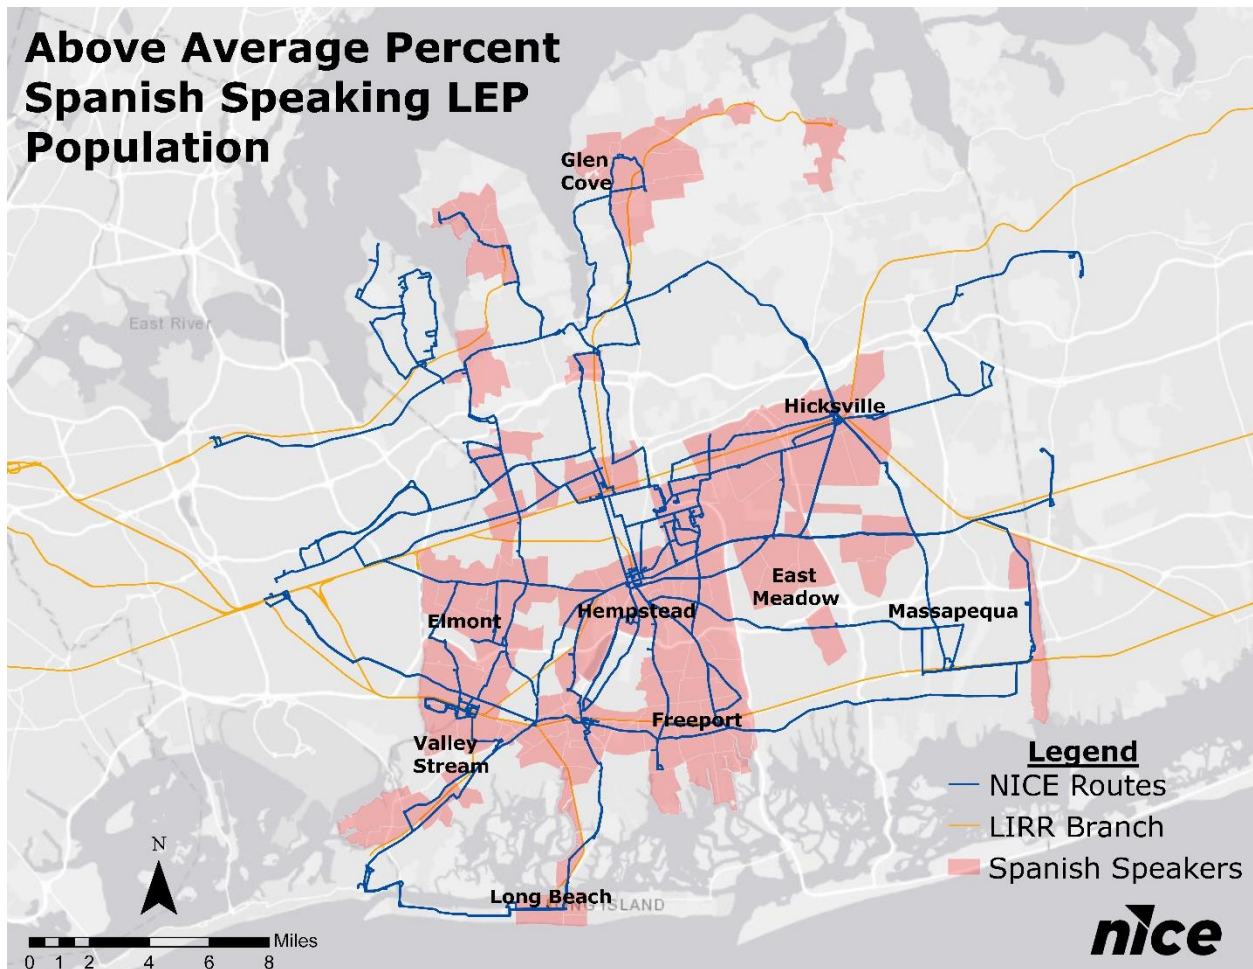 Above Average Percent
Spanish Speaking LEP
Population
Glen
Cove
East River
Hicksville
East
Meadow
Hempstead
Massapequa
Elmont
Freeport
Valley
Stream
Long Beach
ISLAND
Legend
NICE Routes
LIRR Branch
Spanish Speakers
N
Miles
0 1 2 4 6 8
nice